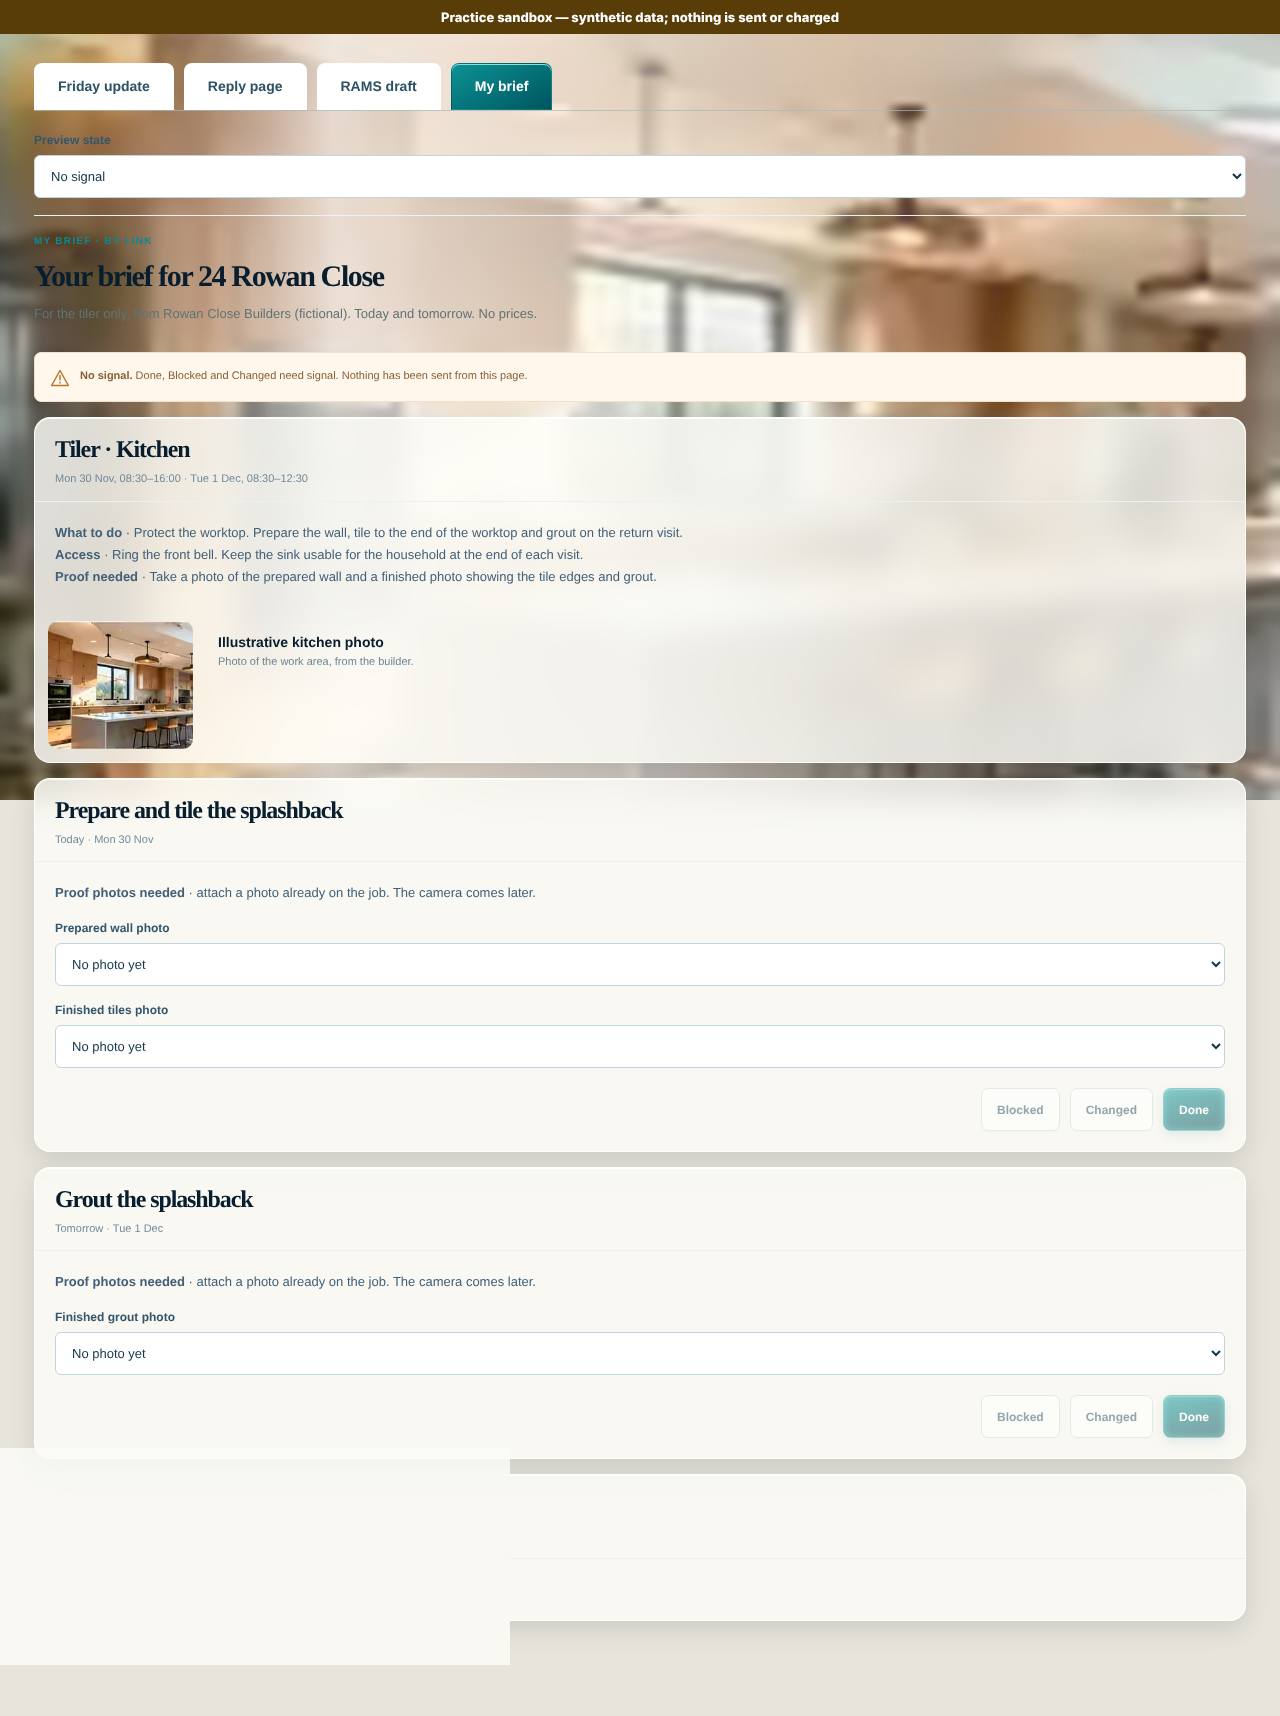 Practice sandbox — synthetic data; nothing is sent or charged
Friday update
Reply page
RAMS draft
My brief
Preview state
No signal
MY BRIEF · BY LINK
Your brief for 24 Rowan Close
For the tiler only, from Rowan Close Builders (fictional). Today and tomorrow. No prices.
No signal. Done, Blocked and Changed need signal. Nothing has been sent from this page.
Tiler · Kitchen
Mon 30 Nov, 08:30–16:00 · Tue 1 Dec, 08:30–12:30
What to do · Protect the worktop. Prepare the wall, tile to the end of the worktop and grout on the return visit.
Access · Ring the front bell. Keep the sink usable for the household at the end of each visit.
Proof needed · Take a photo of the prepared wall and a finished photo showing the tile edges and grout.
Illustrative kitchen photo
Photo of the work area, from the builder.
Prepare and tile the splashback
Today · Mon 30 Nov
Proof photos needed · attach a photo already on the job. The camera comes later.
Prepared wall photo
No photo yet
Finished tiles photo
No photo yet
Blocked
Changed
Done
Grout the splashback
Tomorrow · Tue 1 Dec
Proof photos needed · attach a photo already on the job. The camera comes later.
Finished grout photo
No photo yet
Blocked
Changed
Done